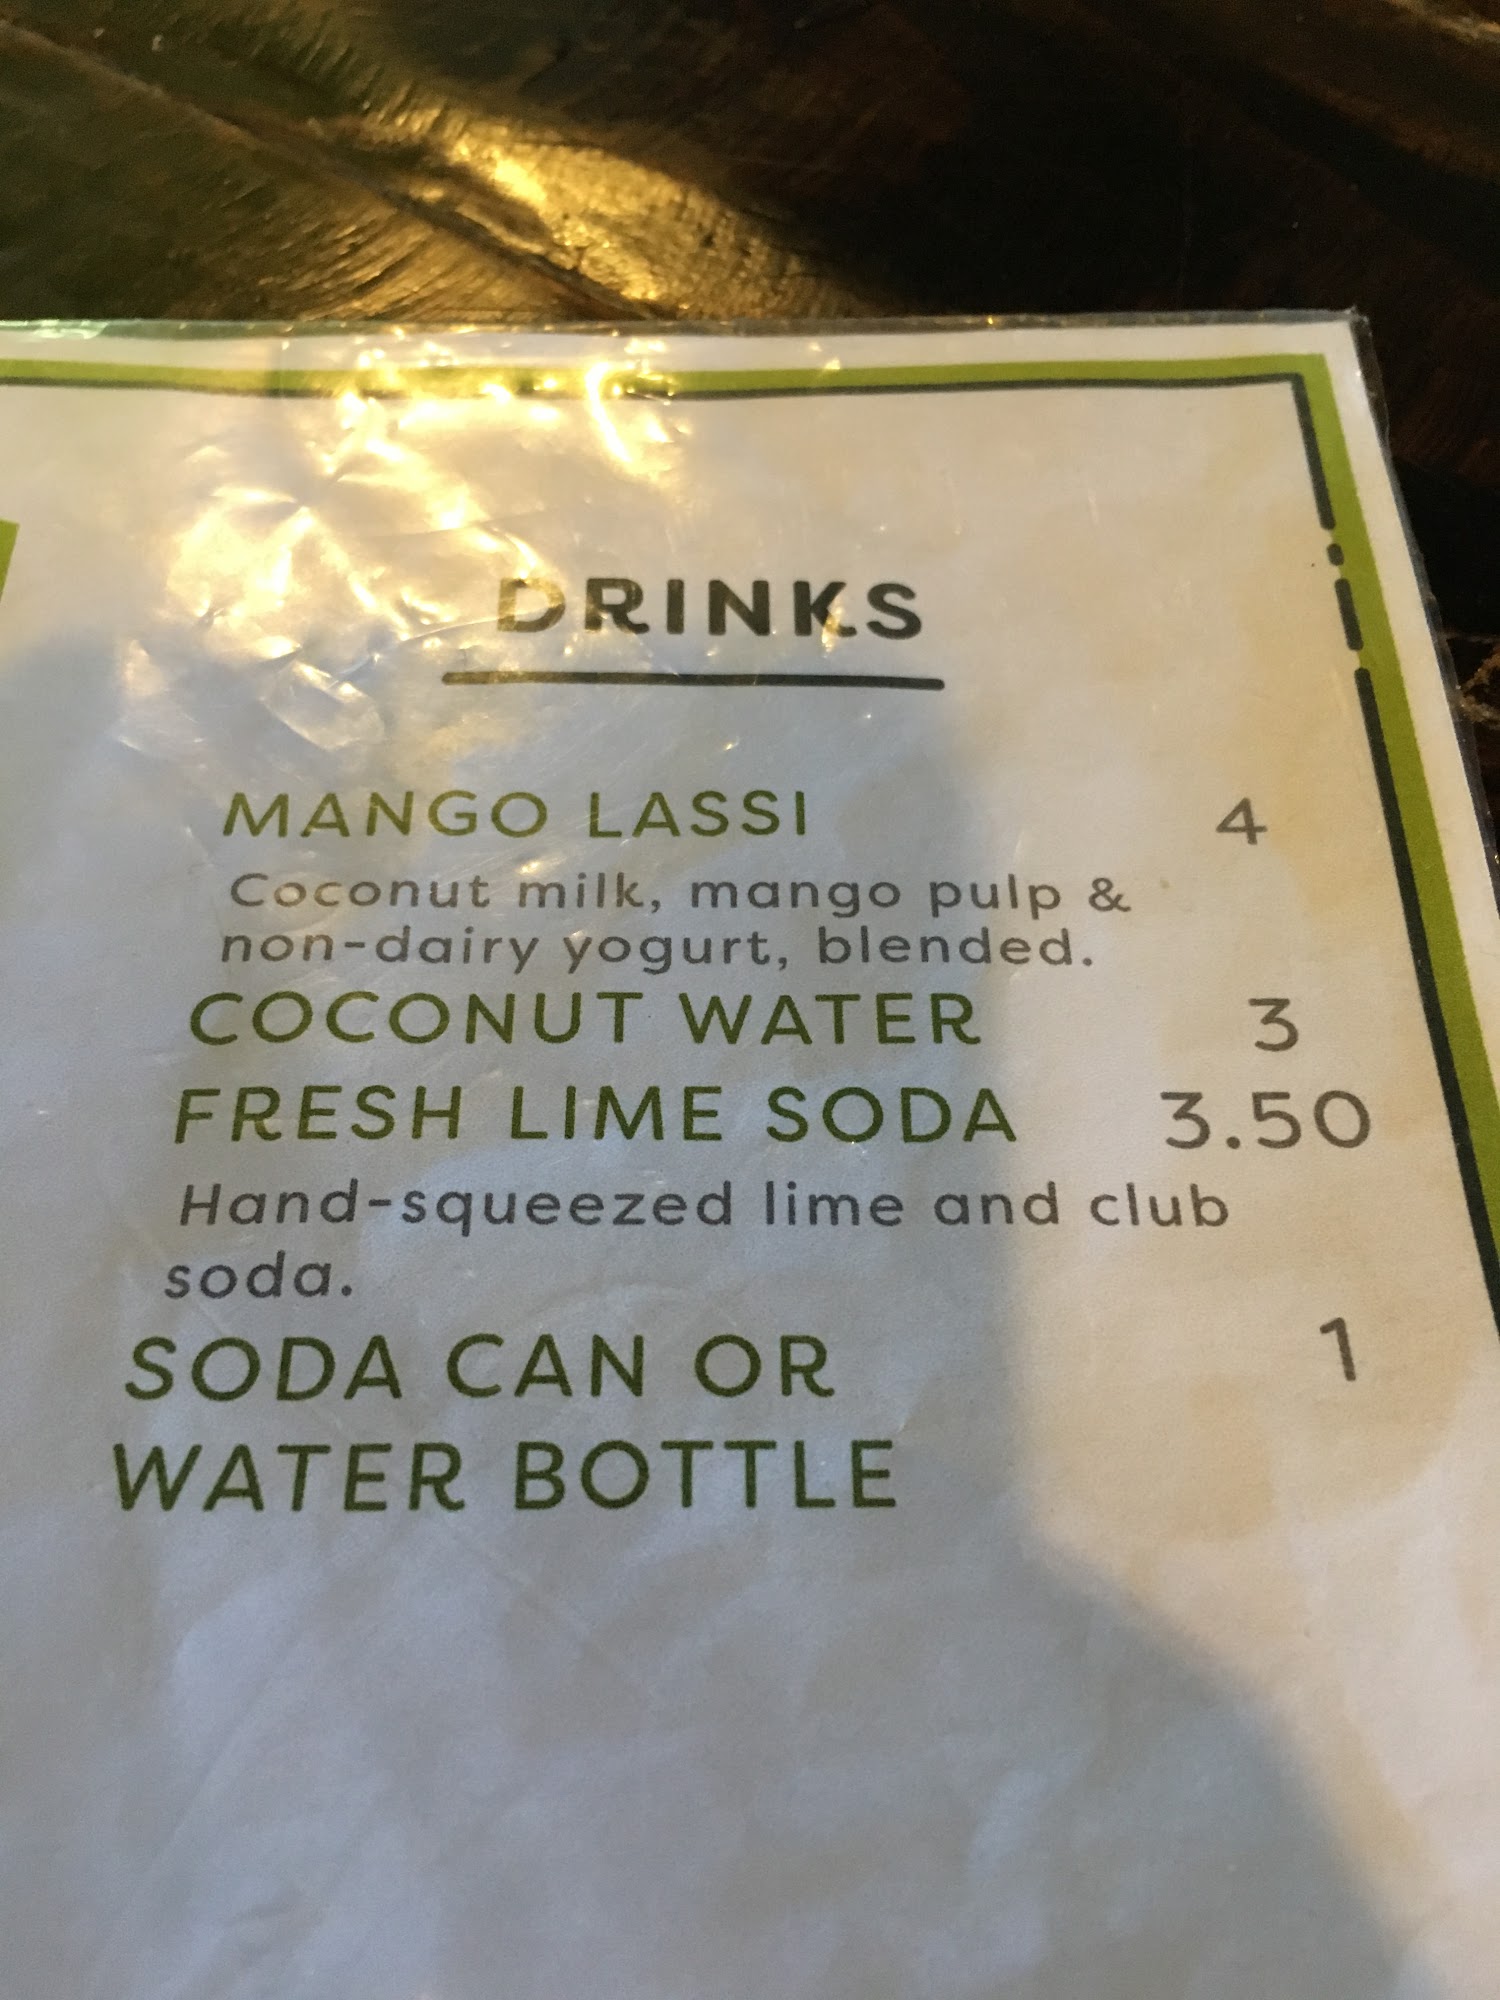 DRINKS
MANGO LASSI 4
Coconut milk, mango pulp &
non-dairy yogurt, blended.
COCONUT WATER 3
FRESH LIME SODA 3.50
Hand-squeezed lime and club
soda.
SODA CAN OR 1
WATER BOTTLE